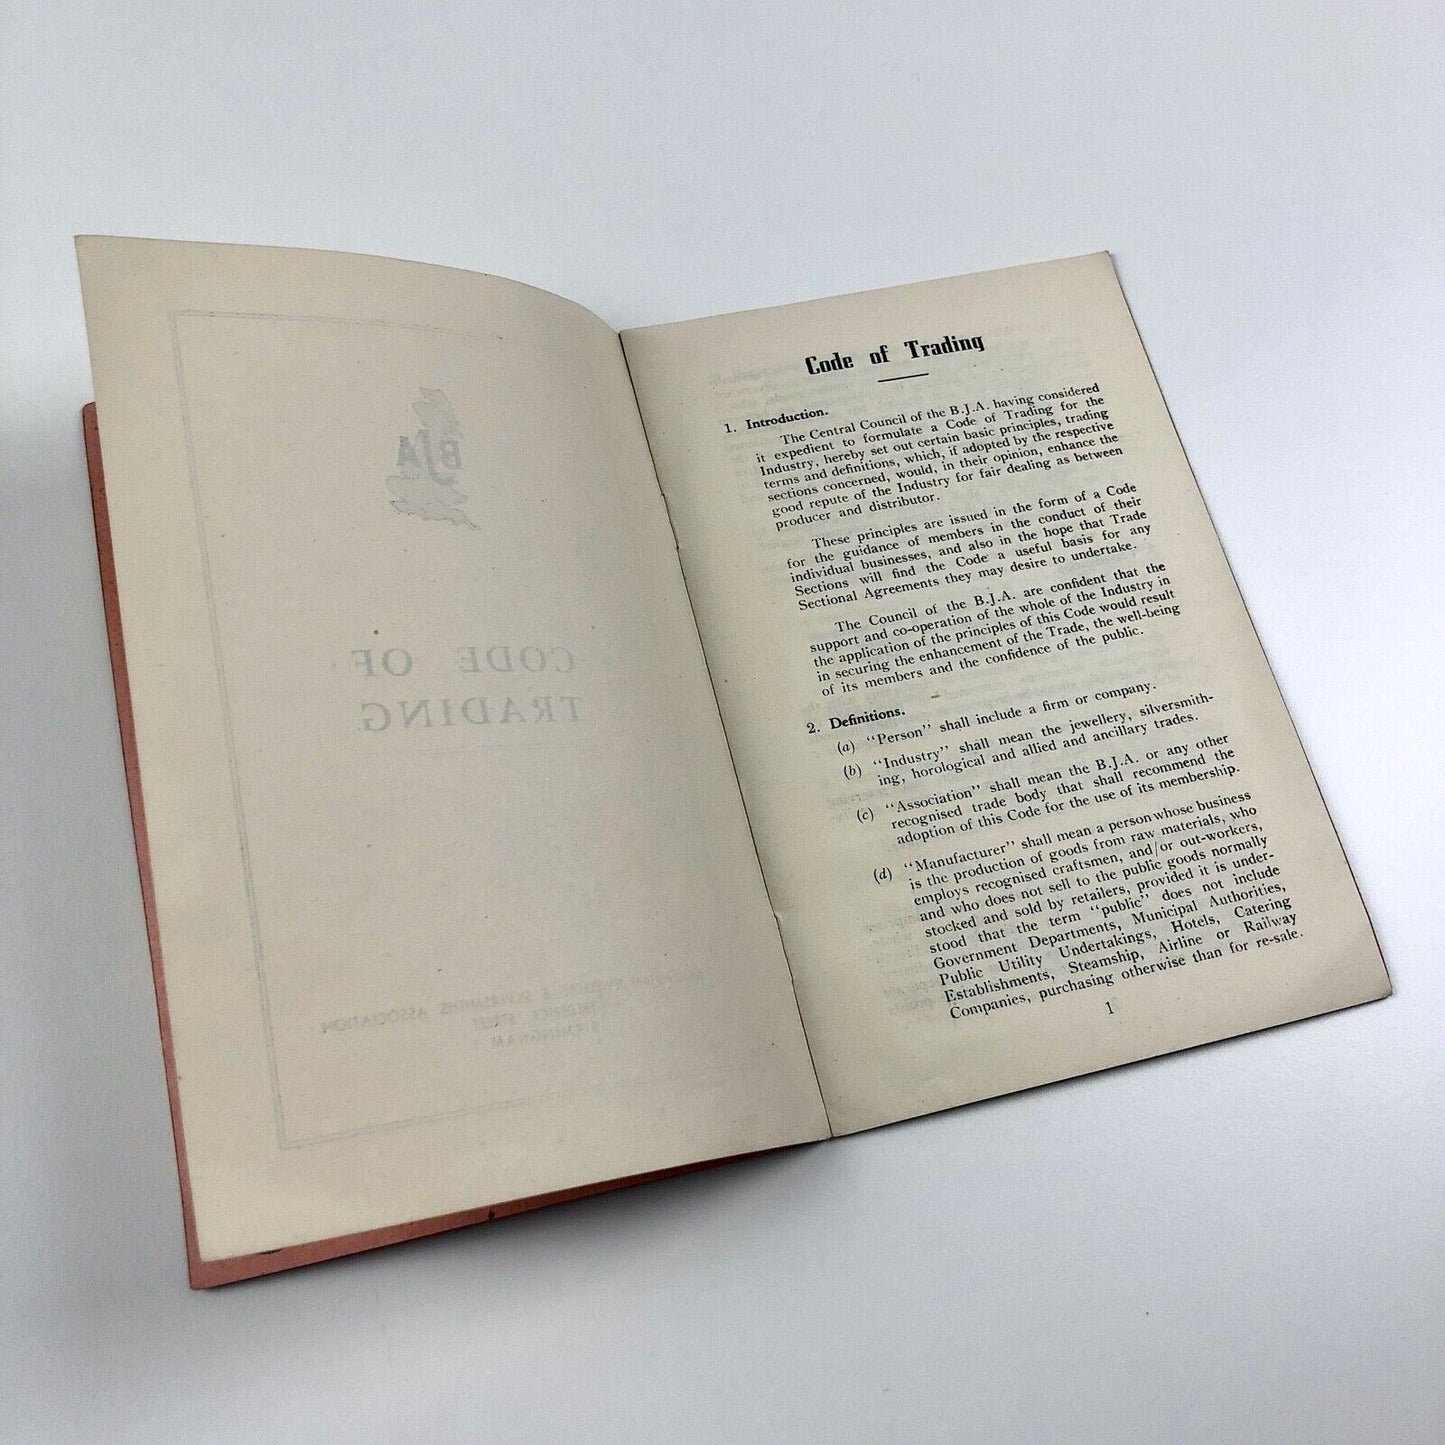 BJA
CODE OF
TRADING
& SILVERSMITHS ASSOCIATION
FREDERICK STREET
BIRMINGHAM 1
Code of Trading
1. Introduction.
The Central Council of the B.J.A. having considered
it expedient to formulate a Code of Trading for the
Industry, hereby set out certain basic principles, trading
terms and definitions, which, if adopted by the respective
sections concerned, would, in their opinion, enhance the
good repute of the Industry for fair dealing as between
producer and distributor.
These principles are issued in the form of a Code
for the guidance of members in the conduct of their
individual businesses, and also in the hope that Trade
Sections will find the Code a useful basis for any
Sectional Agreements they may desire to undertake.
The Council of the B.J.A. are confident that the
support and co-operation of the whole of the Industry in
the application of the principles of this Code would result
in securing the enhancement of the Trade, the well-being
of its members and the confidence of the public.
2. Definitions.
(a) "Person" shall include a firm or company.
(b) "Industry" shall mean the jewellery, silversmith-
ing, horological and allied and ancillary trades.
(c) "Association" shall mean the B.J.A. or any other
recognised trade body that shall recommend the
adoption of this Code for the use of its membership.
(d) "Manufacturer" shall mean a person whose business
is the production of goods from raw materials, who
employs recognised craftsmen, and/or out-workers,
and who does not sell to the public goods normally
stocked and sold by retailers, provided it is under-
stood that the term "public" does not include
Government Departments, Municipal Authorities,
Public Utility Undertakings, Hotels, Catering
Establishments, Steamship, Airline or Railway
Companies, purchasing otherwise than for re-sale.
1